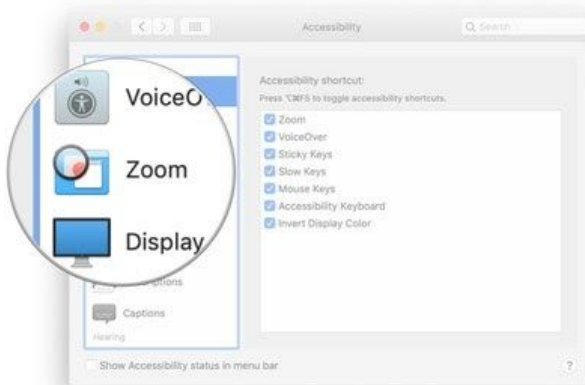 Accessibility
Search
VoiceO
Zoom
Display
Captions
Hearing
Accessibility shortcut:
Press ⌥⌘F5 to toggle accessibility shortcuts.
Zoom
VoiceOver
Sticky Keys
Slow Keys
Mouse Keys
Accessibility Keyboard
Invert Display Color
Show Accessibility status in menu bar
?